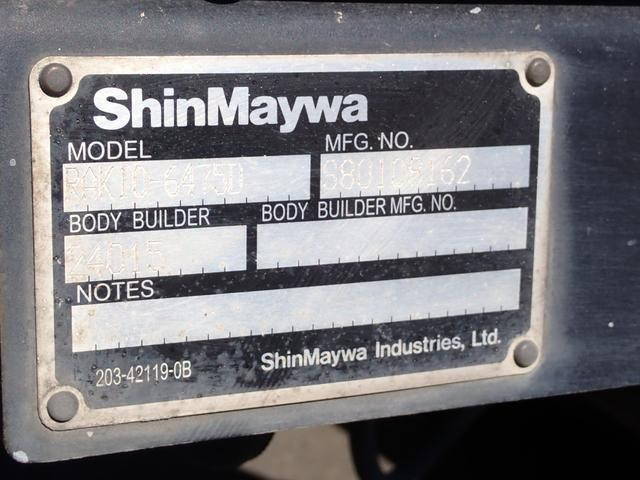 ShinMaywa
MODEL MFG. NO.
RAK10-6475D 980109162
BODY BUILDER BODY BUILDER MFG. NO.
24015
NOTES
203-42119-0B ShinMaywa Industries, Ltd.